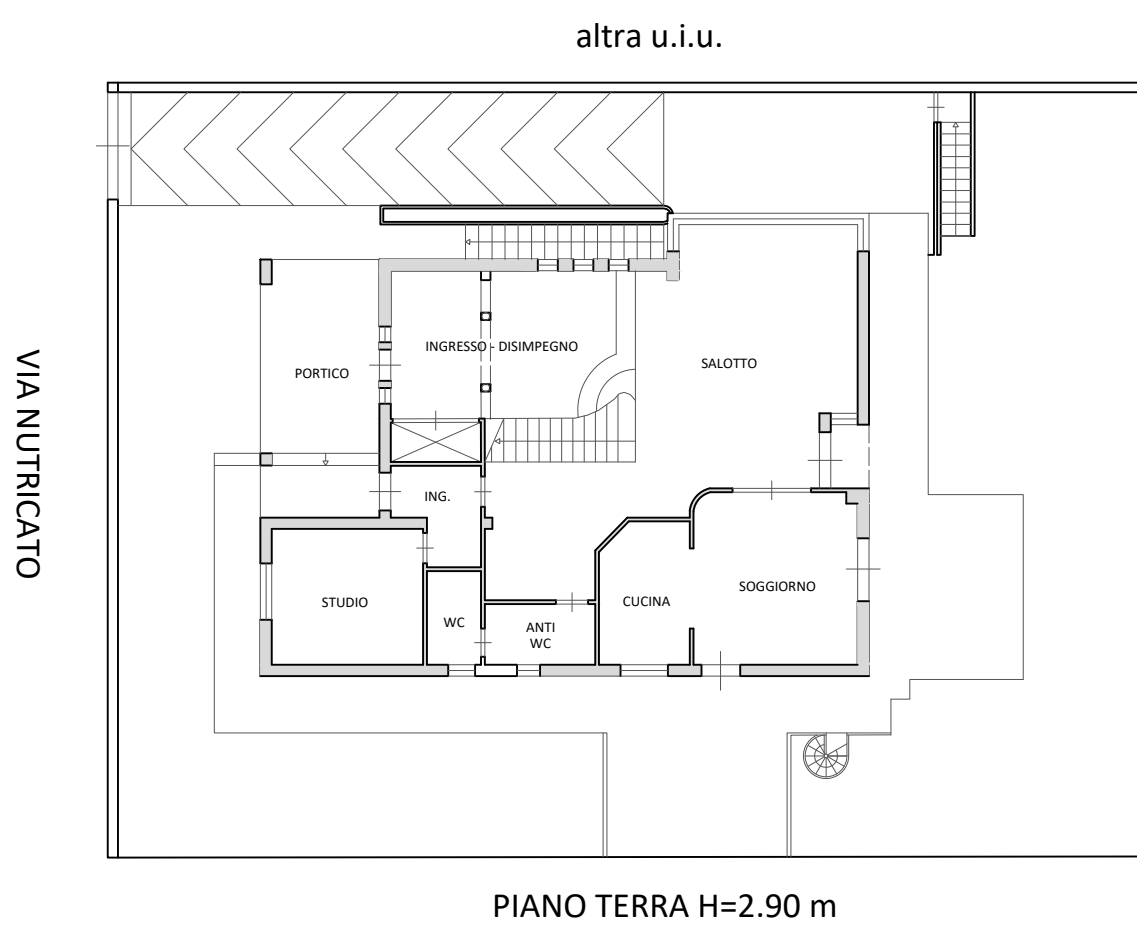 altra u.i.u.
INGRESSO - DISIMPEGNO
SALOTTO
PORTICO
VIA NUTRICATO
ING.
SOGGIORNO
STUDIO
CUCINA
WC
ANTI
WC
PIANO TERRA H=2.90 m